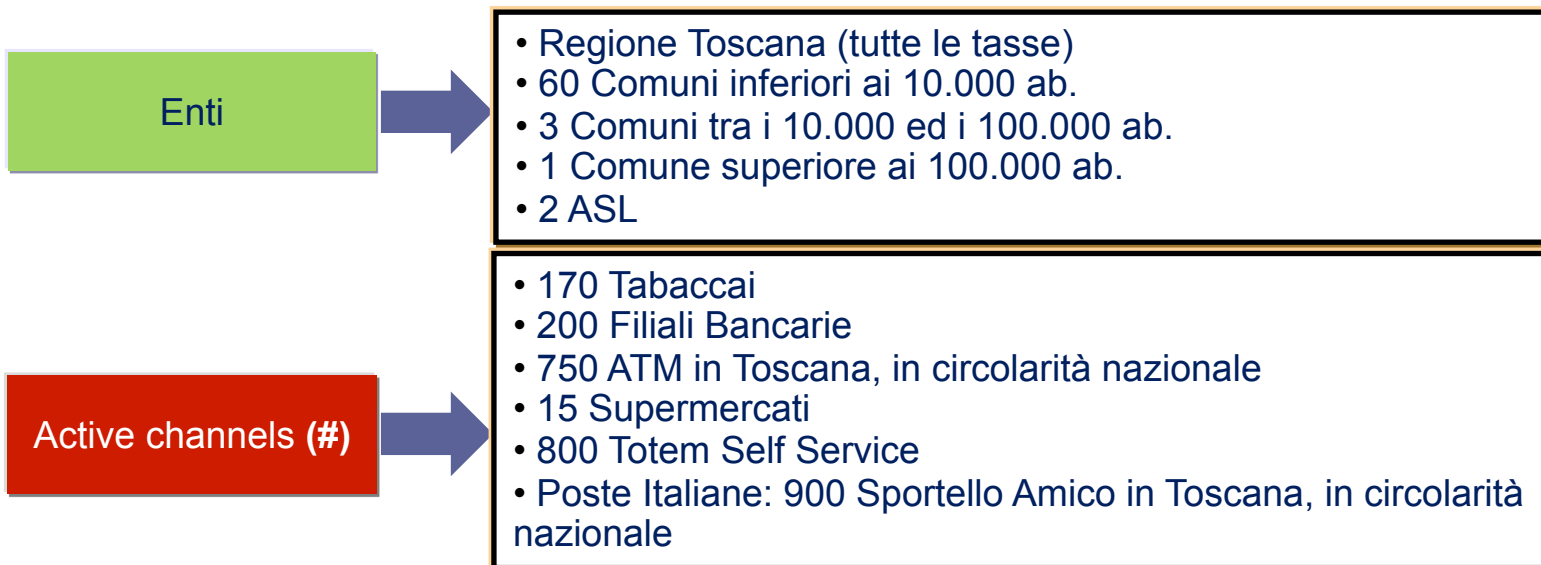 Enti
• Regione Toscana (tutte le tasse)
• 60 Comuni inferiori ai 10.000 ab.
• 3 Comuni tra i 10.000 ed i 100.000 ab.
• 1 Comune superiore ai 100.000 ab.
• 2 ASL
Active channels (#)
• 170 Tabaccai
• 200 Filiali Bancarie
• 750 ATM in Toscana, in circolarità nazionale
• 15 Supermercati
• 800 Totem Self Service
• Poste Italiane: 900 Sportello Amico in Toscana, in circolarità
nazionale